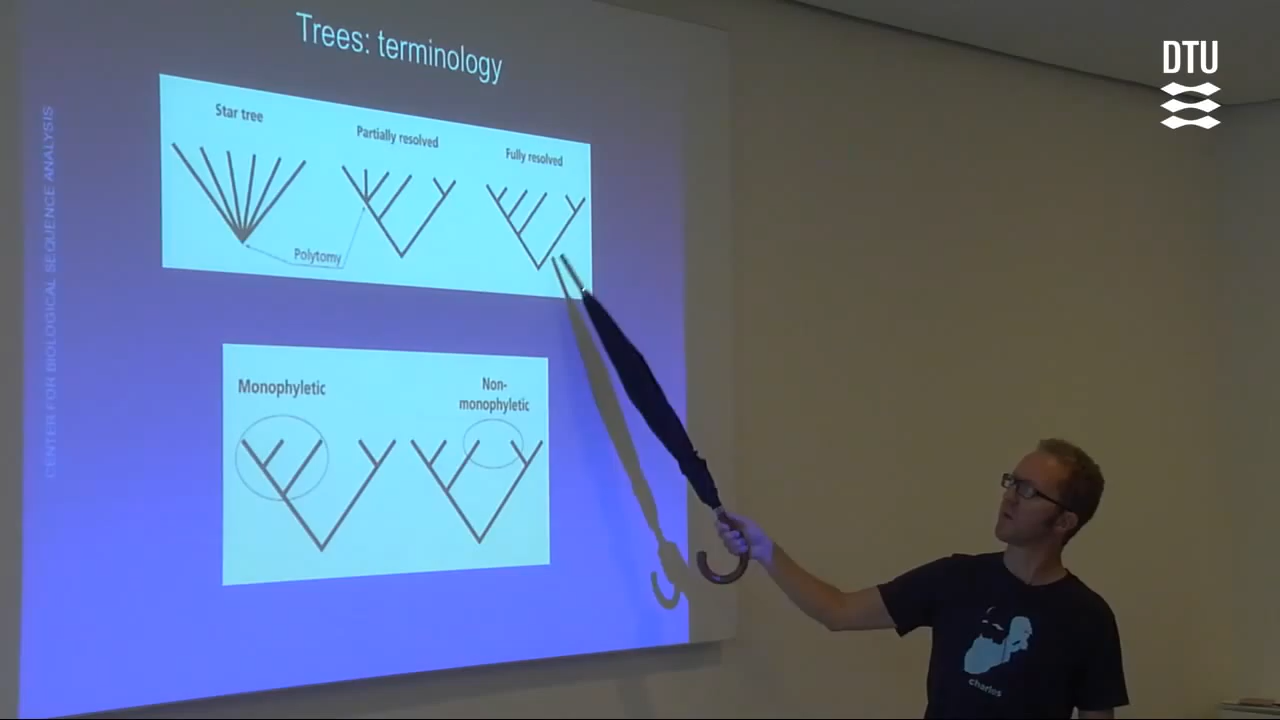 Trees: terminology
CENTER FOR BIOLOGICAL SEQUENCE ANALYSIS
Star tree
Partially resolved
Fully resolved
Polytomy
Monophyletic
Non-
monophyletic
DTU
charles